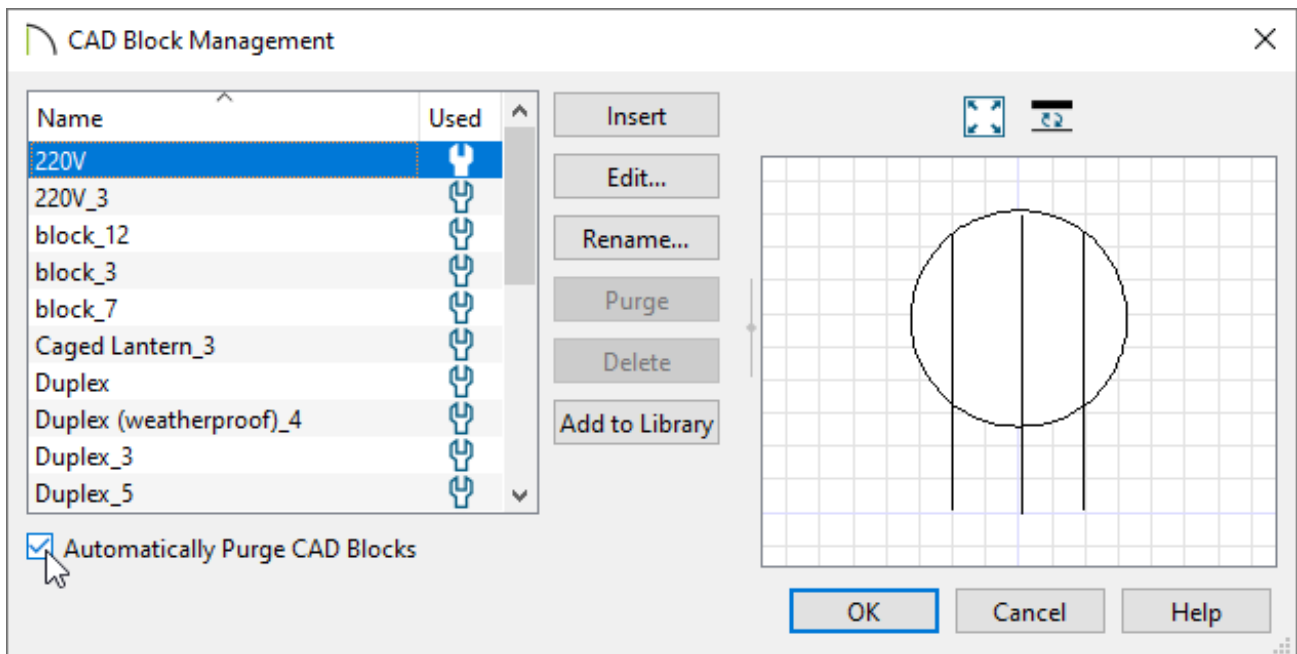 CAD Block Management
Name Used
220V
220V_3
block_12
block_3
block_7
Caged Lantern_3
Duplex
Duplex (weatherproof)_4
Duplex_3
Duplex_5
Automatically Purge CAD Blocks
Insert
Edit...
Rename...
Purge
Delete
Add to Library
OK Cancel Help